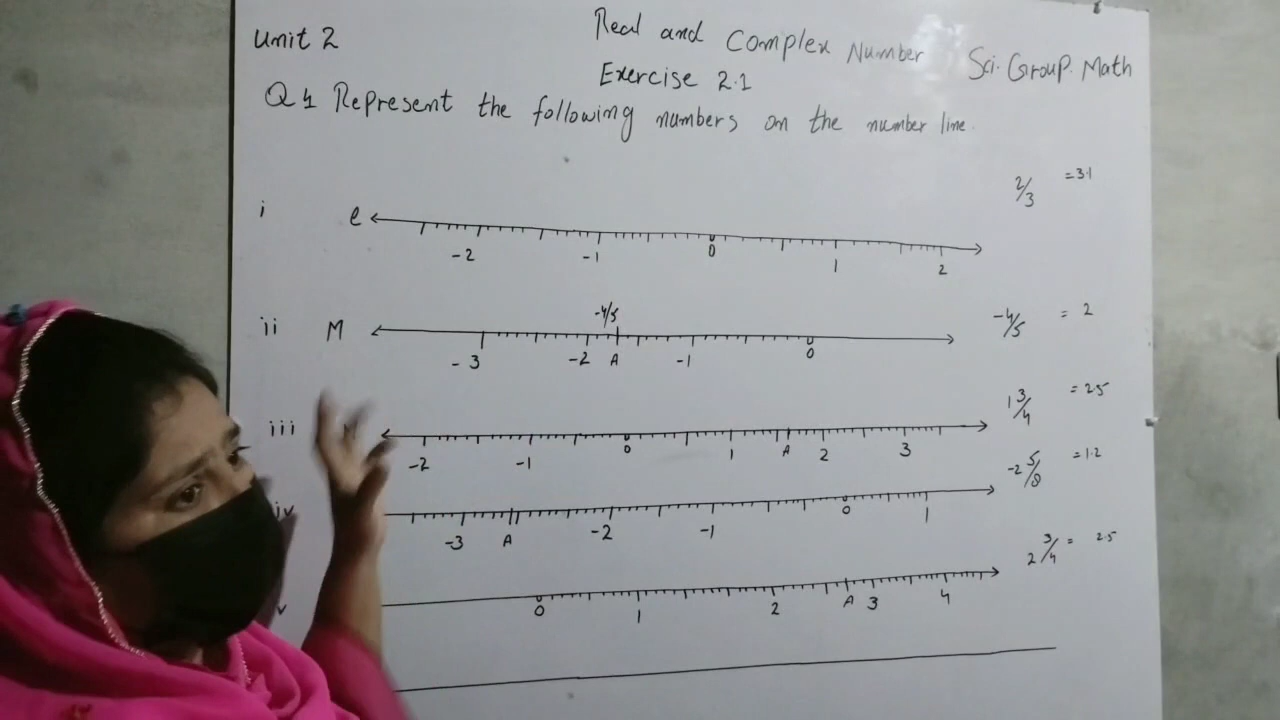 Unit 2 Real and Complex Number Sci. Group. Math
Exercise 2.1
Q 4 Represent the following numbers on the number line.
i 2/3 =3.1
-2 -1 0 1 2
-4/5
ii M -4/5 = 2
-3 -2 A -1 0
iii 1 3/4 = 2.5
-2 -1 0 1 A 2 3
iv -2 5/8 = 1.2
-3 A -2 -1 0 1
v 2 3/4 = 2.5
0 1 2 A 3 4